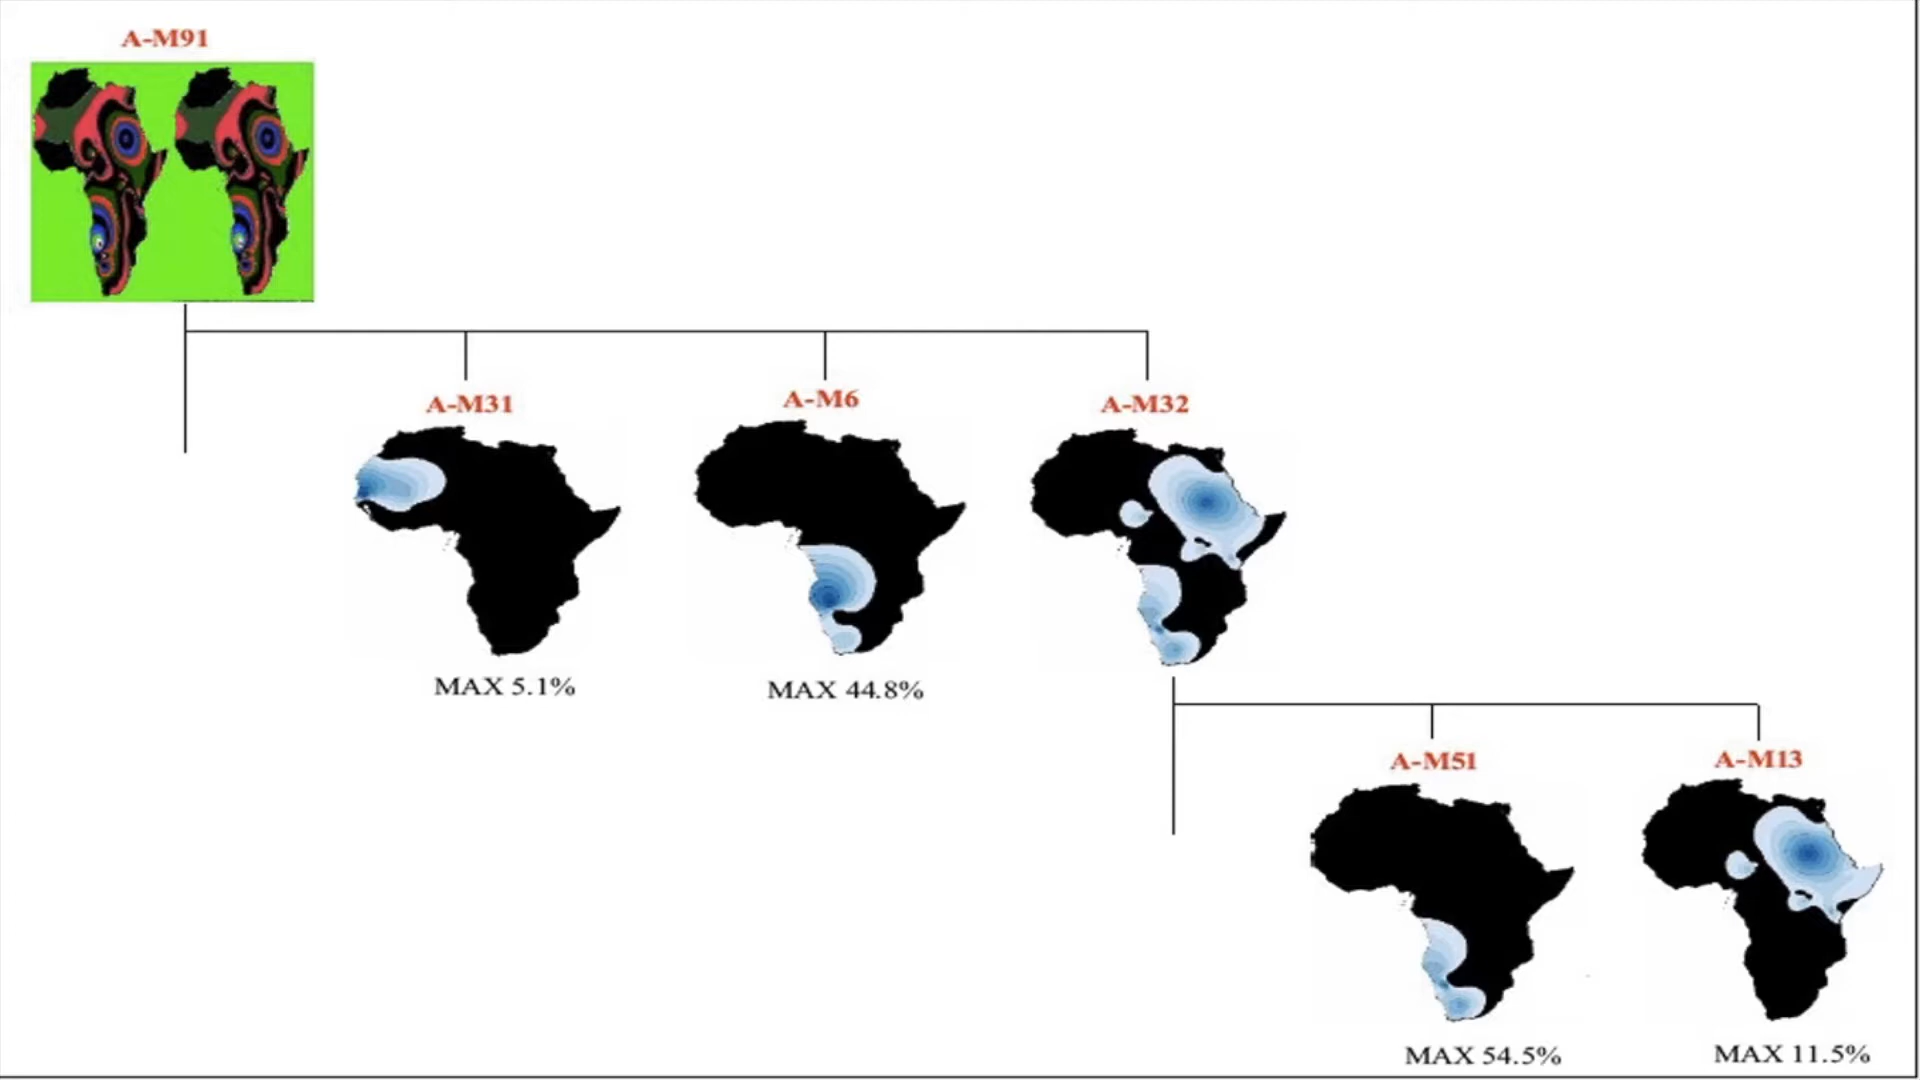 A-M91
A-M31
A-M6
A-M32
MAX 5.1%
MAX 44.8%
A-M51
A-M13
MAX 54.5%
MAX 11.5%